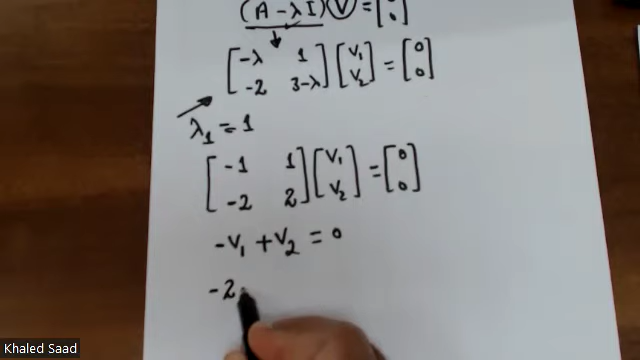 (A - λI) V = [0]
[-λ 1; -2 3-λ] [V₁; V₂] = [0; 0]
λ₁ = 1
[-1 1; -2 2] [V₁; V₂] = [0; 0]
-V₁ + V₂ = 0
-2
Khaled Saad